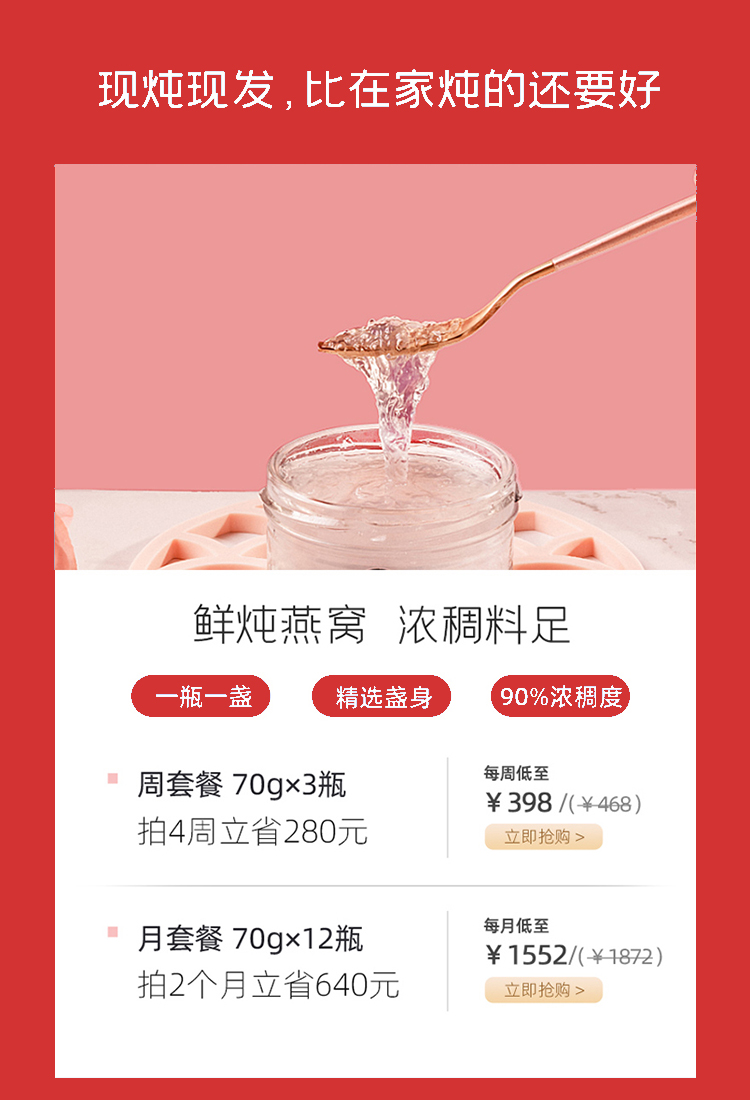 现炖现发,比在家炖的还要好
鲜炖燕窝 浓稠料足
一瓶一盏 精选盏身 90%浓稠度
周套餐 70g×3瓶
拍4周立省280元
每周低至
￥398 /(￥468)
立即抢购 >
月套餐 70g×12瓶
拍2个月立省640元
每月低至
￥1552/(￥1872)
立即抢购 >